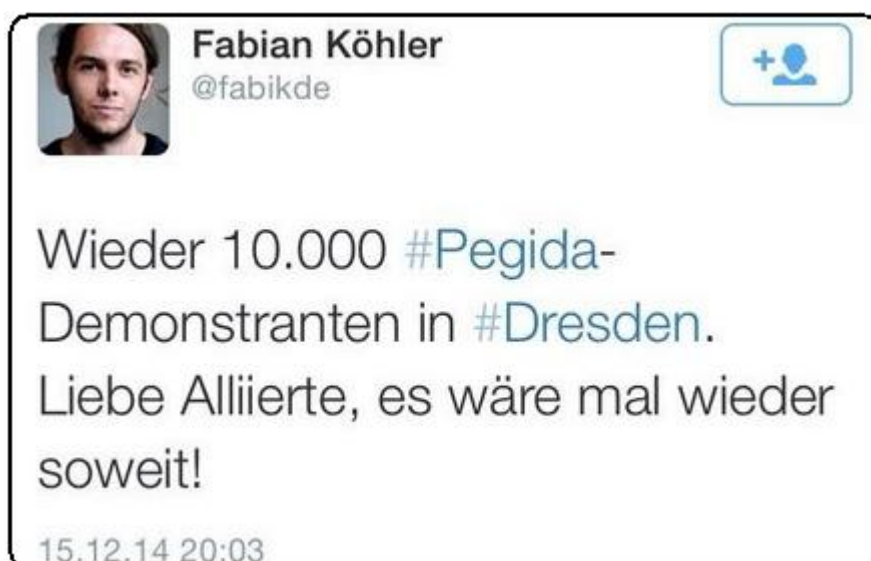 Fabian Köhler
@fabikde
Wieder 10.000 #Pegida-
Demonstranten in #Dresden.
Liebe Alliierte, es wäre mal wieder
soweit!
15.12.14 20:03